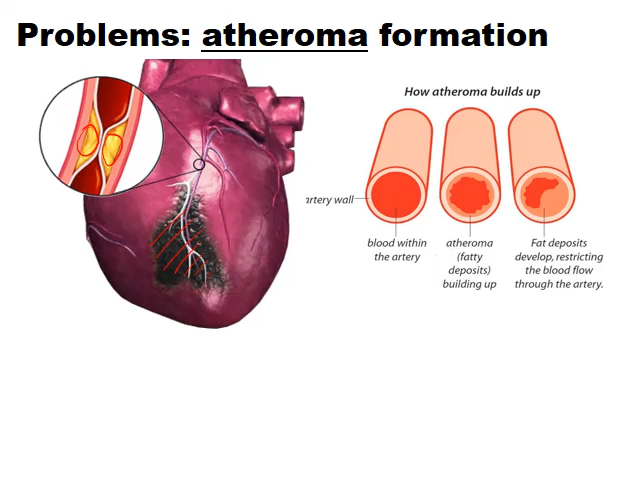 Problems: atheroma formation
How atheroma builds up
rtery wall
blood within
the artery
atheroma
(fatty
deposits)
building up
Fat deposits
develop, restricting
the blood flow
through the artery.